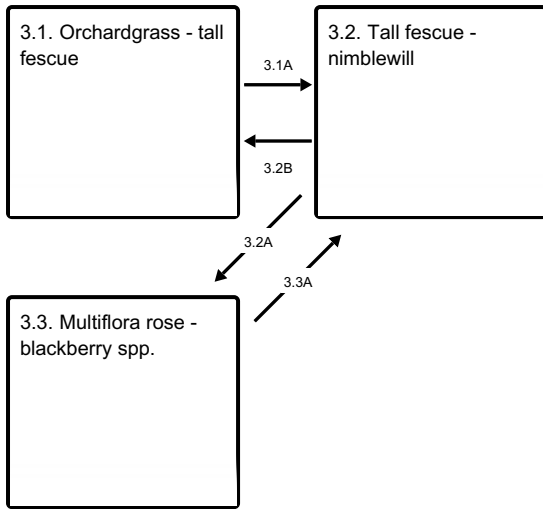 3.1. Orchardgrass - tall
fescue
3.2. Tall fescue -
nimblewill
3.1A
3.2B
3.2A
3.3A
3.3. Multiflora rose -
blackberry spp.